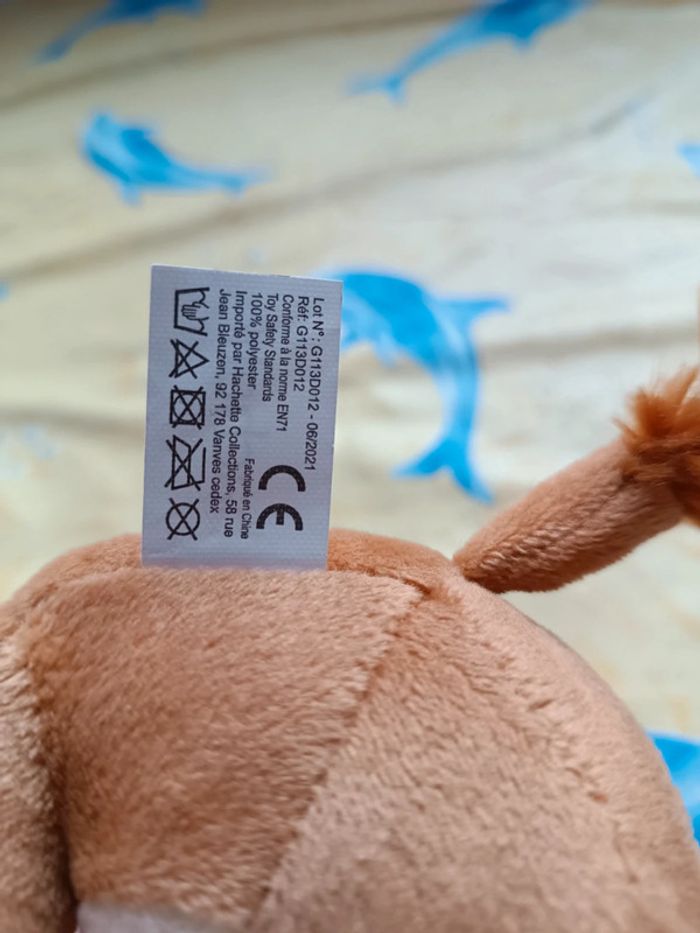 Lot N°: G113D012 - 06/2021
Réf: G113D012
Conforme à la norme EN71
Toy Safety Standards
100% polyester
CE
Fabriqué en Chine
Importé par Hachette Collections, 58 rue
Jean Bleuzen, 92 178 Vanves cedex